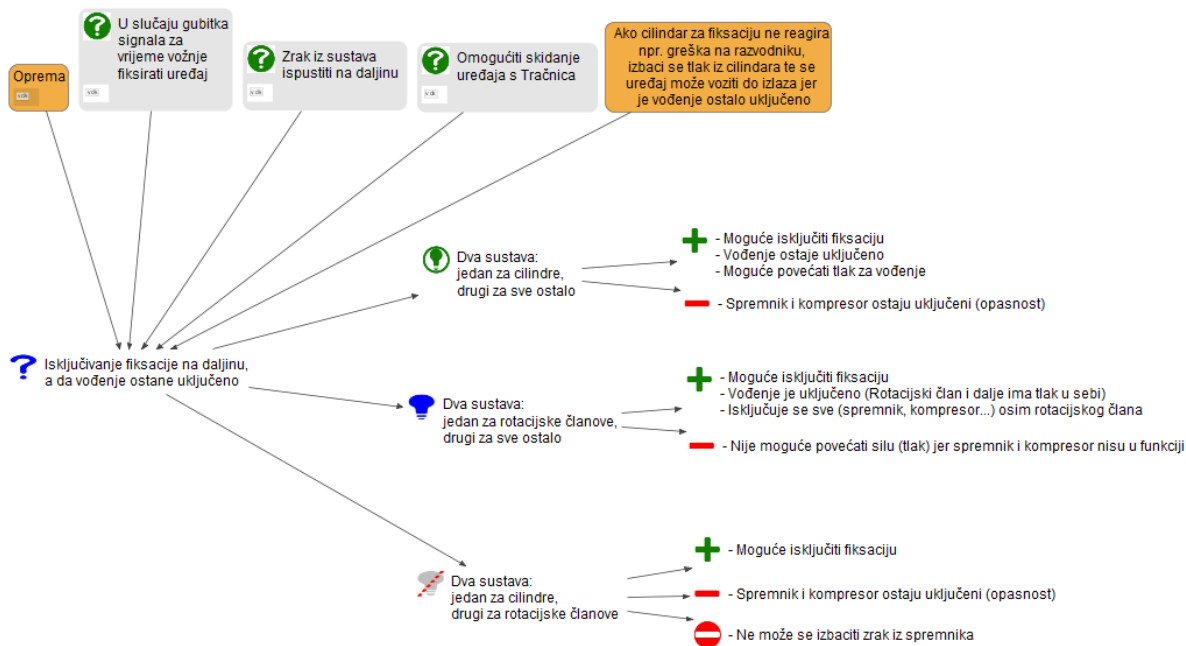 Oprema
vdk
U slučaju gubitka
signala za
vrijeme vožnje
fiksirati uređaj
vdk
Zrak iz sustava
ispustiti na daljinu
vdk
Omogućiti skidanje
uređaja s Tračnica
vdk
Ako cilindar za fiksaciju ne reagira
npr. greška na razvodniku,
izbaci se tlak iz cilindara te se
uređaj može voziti do izlaza jer
je vođenje ostalo uključeno
Isključivanje fiksacije na daljinu,
a da vođenje ostane uključeno
Dva sustava:
jedan za cilindre,
drugi za sve ostalo
- Moguće isključiti fiksaciju
- Vođenje ostaje uključeno
- Moguće povećati tlak za vođenje
- Spremnik i kompresor ostaju uključeni (opasnost)
Dva sustava:
jedan za rotacijske članove,
drugi za sve ostalo
- Moguće isključiti fiksaciju
- Vođenje je uključeno (Rotacijski član i dalje ima tlak u sebi)
- Isključuje se sve (spremnik, kompresor...) osim rotacijskog člana
- Nije moguće povećati silu (tlak) jer spremnik i kompresor nisu u funkciji
Dva sustava:
jedan za cilindre,
drugi za rotacijske članove
- Moguće isključiti fiksaciju
- Spremnik i kompresor ostaju uključeni (opasnost)
- Ne može se izbaciti zrak iz spremnika